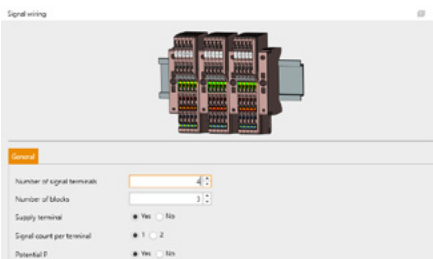 Signal wiring
General
Number of signal terminals 4
Number of blocks 3
Supply terminal Yes No
Signal count per terminal 1 2
Potential P Yes No